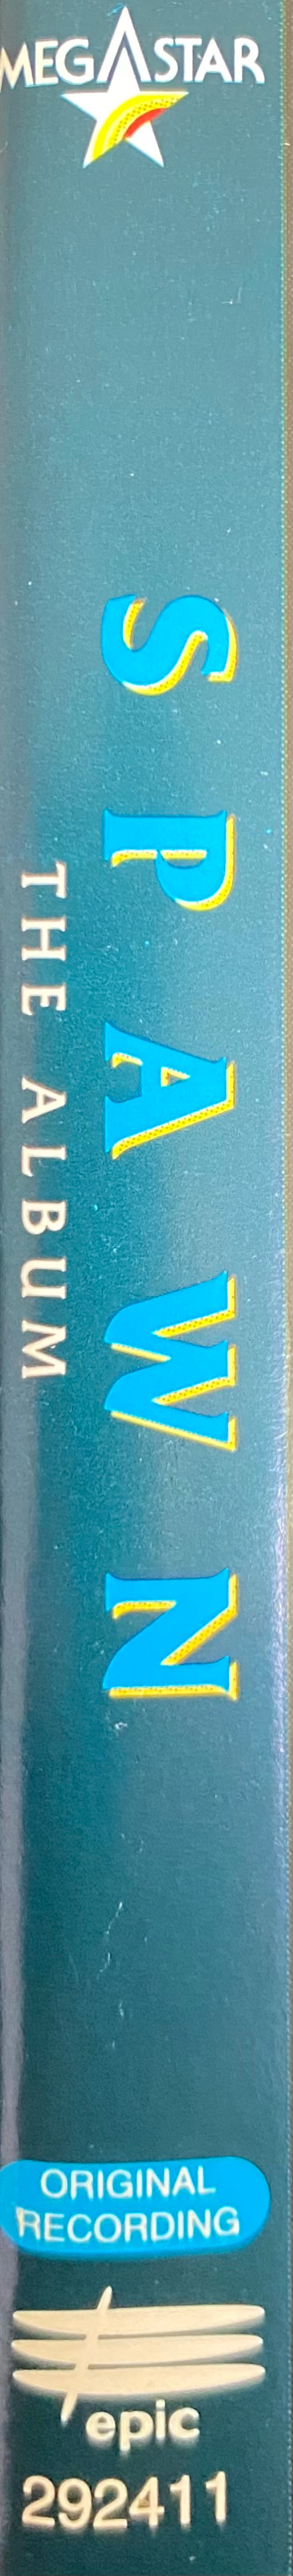 MEGASTAR
SPAWN
THE ALBUM
ORIGINAL
RECORDING
epic
292411